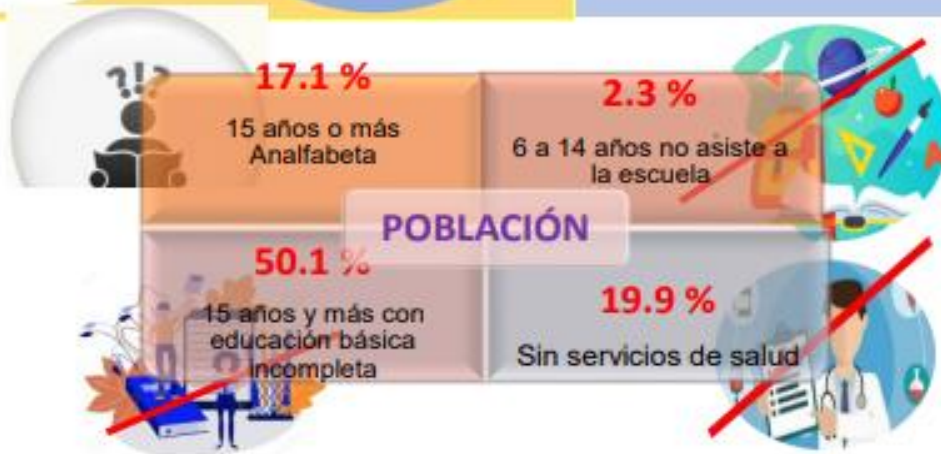 17.1 %
15 años o más
Analfabeta
2.3 %
6 a 14 años no asiste a
la escuela
POBLACIÓN
50.1 %
15 años y más con
educación básica
incompleta
19.9 %
Sin servicios de salud